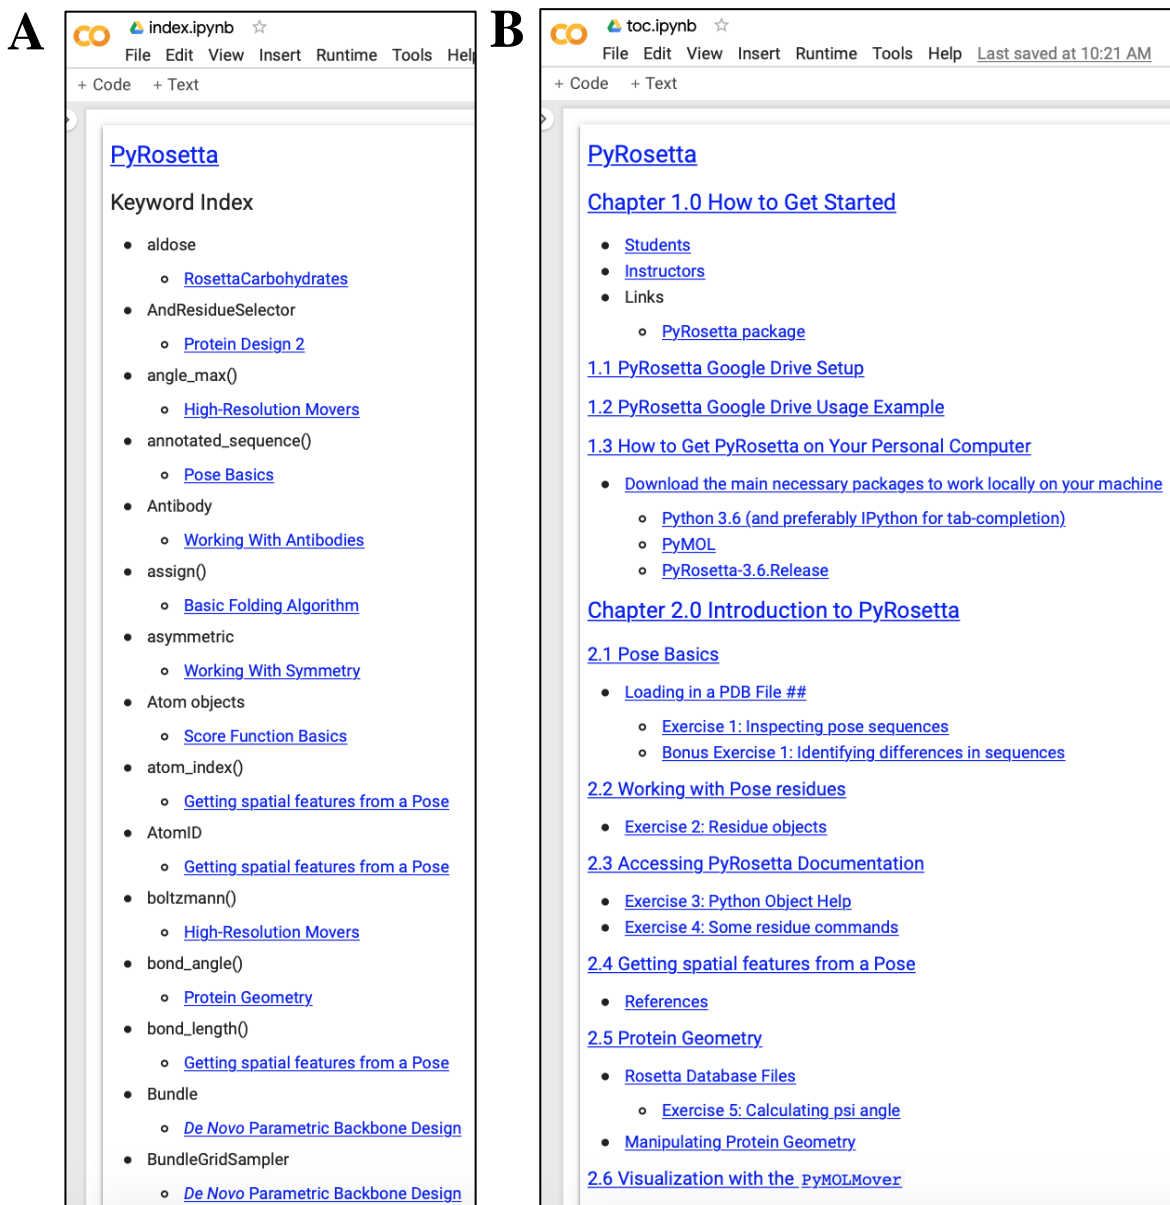 A
index.ipynb
File Edit View Insert Runtime Tools Help
+ Code + Text
PyRosetta
Keyword Index
aldose
RosettaCarbohydrates
AndResidueSelector
Protein Design 2
angle_max()
High-Resolution Movers
annotated_sequence()
Pose Basics
Antibody
Working With Antibodies
assign()
Basic Folding Algorithm
asymmetric
Working With Symmetry
Atom objects
Score Function Basics
atom_index()
Getting spatial features from a Pose
AtomID
Getting spatial features from a Pose
boltzmann()
High-Resolution Movers
bond_angle()
Protein Geometry
bond_length()
Getting spatial features from a Pose
Bundle
De Novo Parametric Backbone Design
BundleGridSampler
De Novo Parametric Backbone Design
B
toc.ipynb
File Edit View Insert Runtime Tools Help Last saved at 10:21 AM
+ Code + Text
PyRosetta
Chapter 1.0 How to Get Started
Students
Instructors
Links
PyRosetta package
1.1 PyRosetta Google Drive Setup
1.2 PyRosetta Google Drive Usage Example
1.3 How to Get PyRosetta on Your Personal Computer
Download the main necessary packages to work locally on your machine
Python 3.6 (and preferably IPython for tab-completion)
PyMOL
PyRosetta-3.6.Release
Chapter 2.0 Introduction to PyRosetta
2.1 Pose Basics
Loading in a PDB File ##
Exercise 1: Inspecting pose sequences
Bonus Exercise 1: Identifying differences in sequences
2.2 Working with Pose residues
Exercise 2: Residue objects
2.3 Accessing PyRosetta Documentation
Exercise 3: Python Object Help
Exercise 4: Some residue commands
2.4 Getting spatial features from a Pose
References
2.5 Protein Geometry
Rosetta Database Files
Exercise 5: Calculating psi angle
Manipulating Protein Geometry
2.6 Visualization with the PyMOLMover